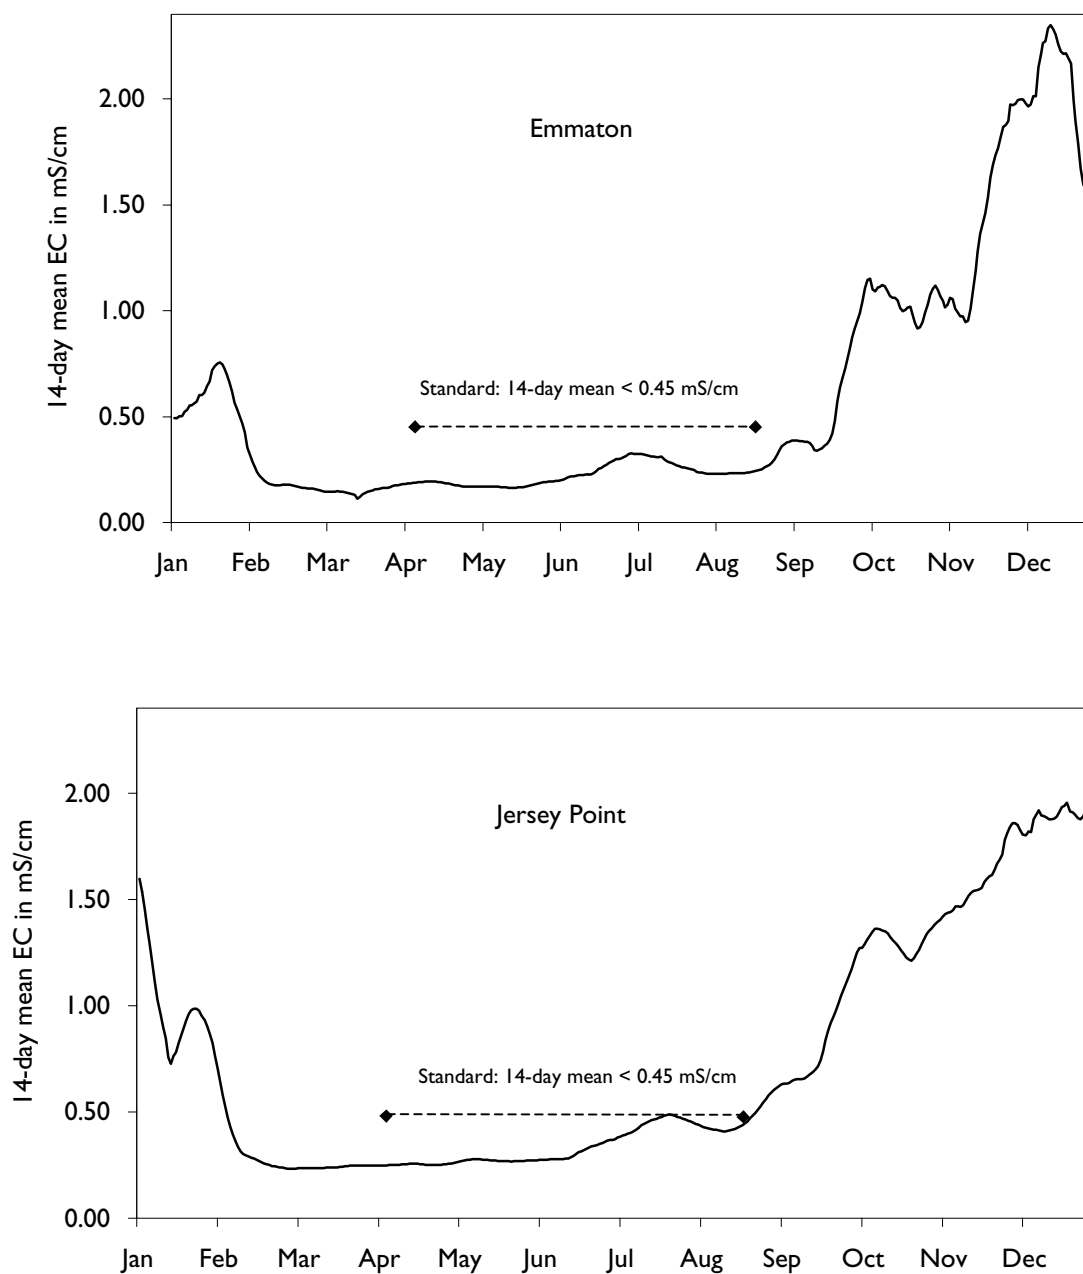 Emmaton
14-day mean EC in mS/cm
2.00
1.50
1.00
0.50
0.00
Standard: 14-day mean < 0.45 mS/cm
Jan Feb Mar Apr May Jun Jul Aug Sep Oct Nov Dec
Jersey Point
14-day mean EC in mS/cm
2.00
1.50
1.00
0.50
0.00
Standard: 14-day mean < 0.45 mS/cm
Jan Feb Mar Apr May Jun Jul Aug Sep Oct Nov Dec